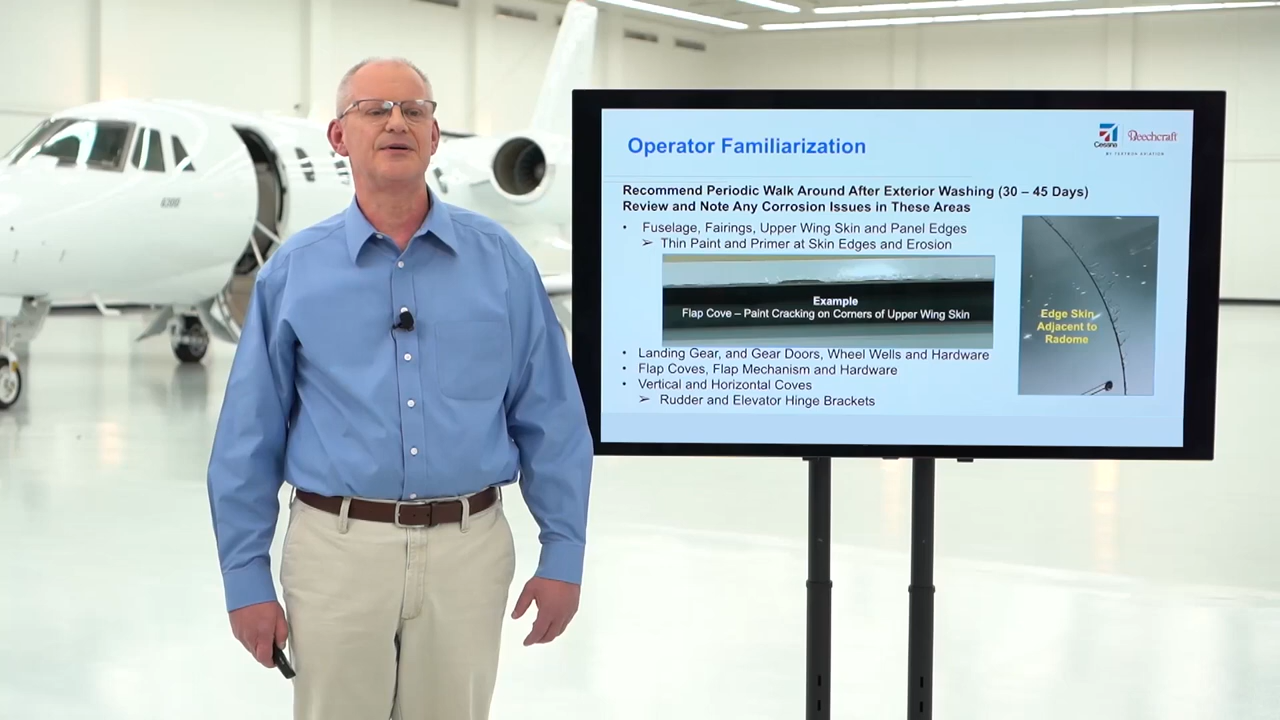 Operator Familiarization
Cessna
Beechcraft
BY TEXTRON AVIATION
Recommend Periodic Walk Around After Exterior Washing (30 – 45 Days)
Review and Note Any Corrosion Issues in These Areas
• Fuselage, Fairings, Upper Wing Skin and Panel Edges
➢ Thin Paint and Primer at Skin Edges and Erosion
Example
Flap Cove – Paint Cracking on Corners of Upper Wing Skin
Edge Skin
Adjacent to
Radome
• Landing Gear, and Gear Doors, Wheel Wells and Hardware
• Flap Coves, Flap Mechanism and Hardware
• Vertical and Horizontal Coves
➢ Rudder and Elevator Hinge Brackets